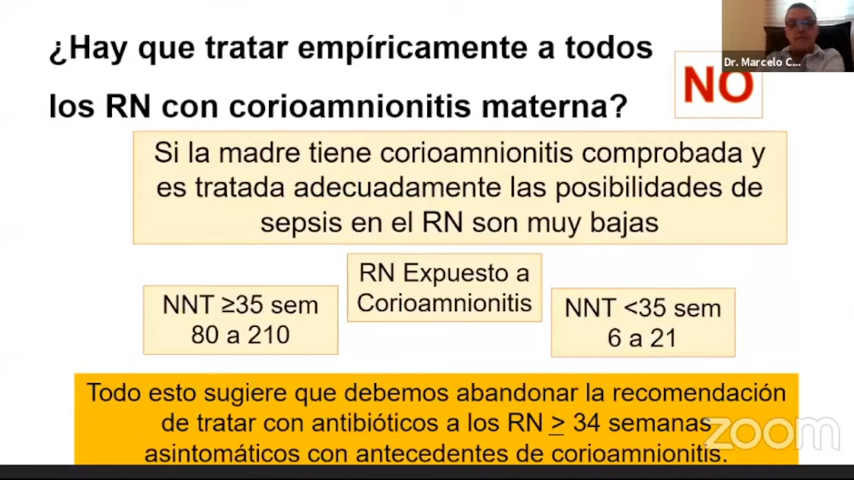 ¿Hay que tratar empíricamente a todos
los RN con corioamnionitis materna?
NO
Dr. Marcelo C...
Si la madre tiene corioamnionitis comprobada y
es tratada adecuadamente las posibilidades de
sepsis en el RN son muy bajas
RN Expuesto a
Corioamnionitis
NNT ≥35 sem
80 a 210
NNT <35 sem
6 a 21
Todo esto sugiere que debemos abandonar la recomendación
de tratar con antibióticos a los RN > 34 semanas
asintomáticos con antecedentes de corioamnionitis.
zoom